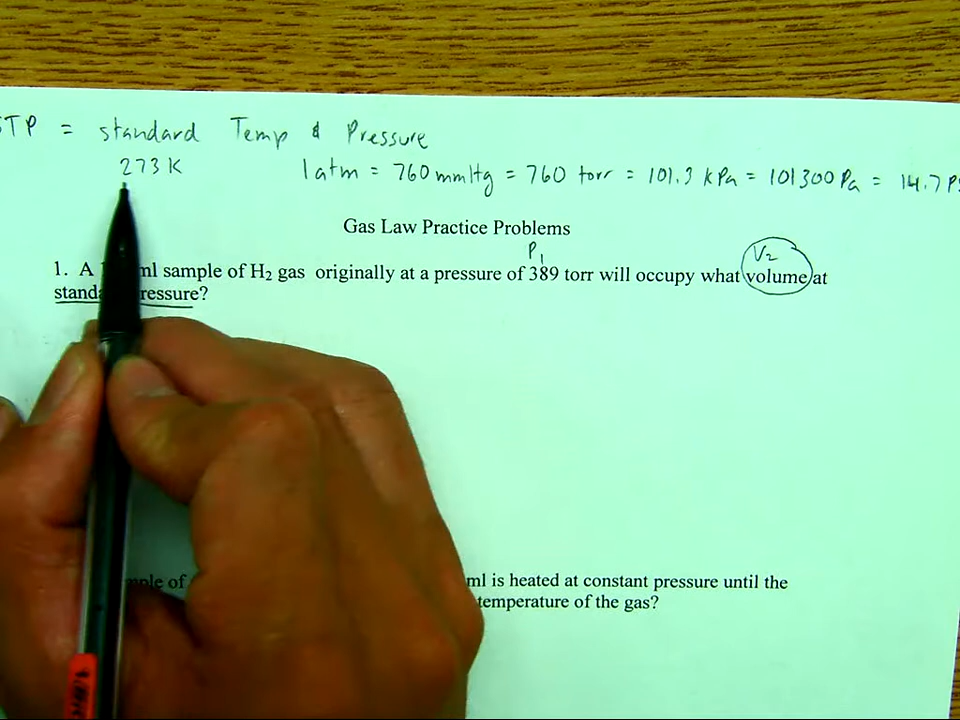 = standard Temp & Pressure
273 K 1 atm = 760 mmHg = 760 torr = 101.3 kPa = 101300 Pa = 14.7
Gas Law Practice Problems
P1 V2
1. A ml sample of H2 gas originally at a pressure of 389 torr will occupy what volume at
of
ml is heated at constant pressure until the
temperature of the gas?